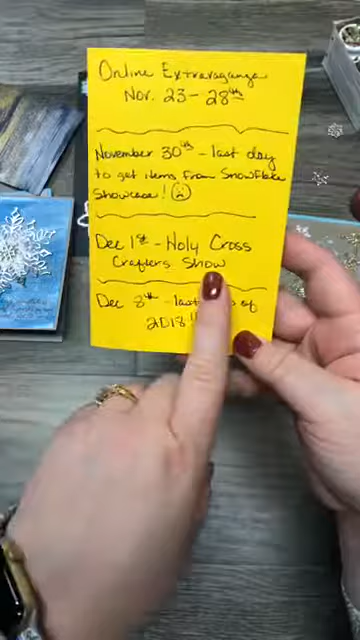 Online Extravaganza
Nov. 23 - 28th
November 30th - last day
to get items from Snowflake
Showcase! ☹
Dec 1st - Holy Cross
Crafters Show
Dec 8th - last of
2018